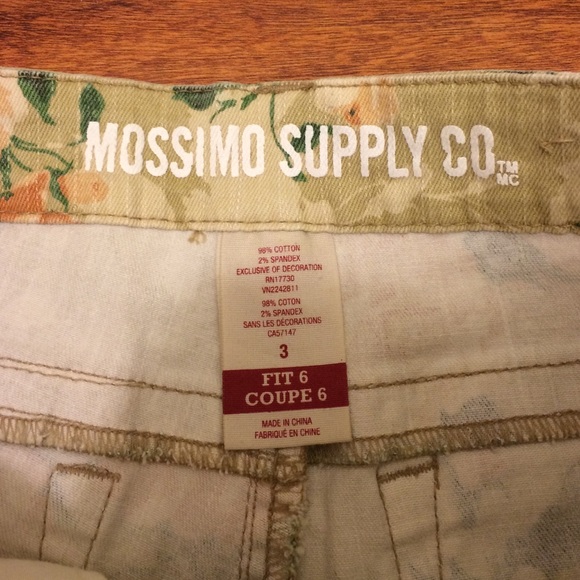 MOSSIMO SUPPLY CO.™ MC
98% COTTON
2% SPANDEX
EXCLUSIVE OF DECORATION
RN17730
VN2242811
98% COTON
2% SPANDEX
SANS LES DÉCORATIONS
CA57147
3
FIT 6
COUPE 6
MADE IN CHINA
FABRIQUÉ EN CHINE